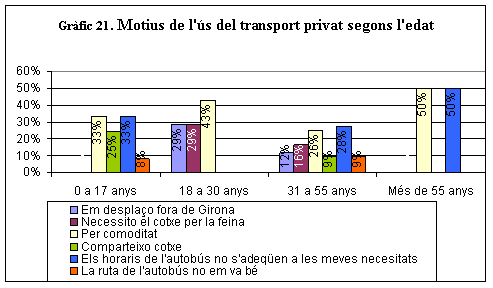 Gràfic 21. Motius de l'ús del transport privat segons l'edat
60%
50%
40%
30%
20%
10%
0%
33%
25%
33%
8%
29%
29%
43%
12%
16%
26%
9%
28%
9%
50%
50%
0 a 17 anys
18 a 30 anys
31 a 55 anys
Més de 55 anys
Em desplaço fora de Girona
Necessito el cotxe per la feina
Per comoditat
Comparteixo cotxe
Els horaris de l'autobús no s'adeqüen a les meves necesitats
La ruta de l'autobús no em va bé